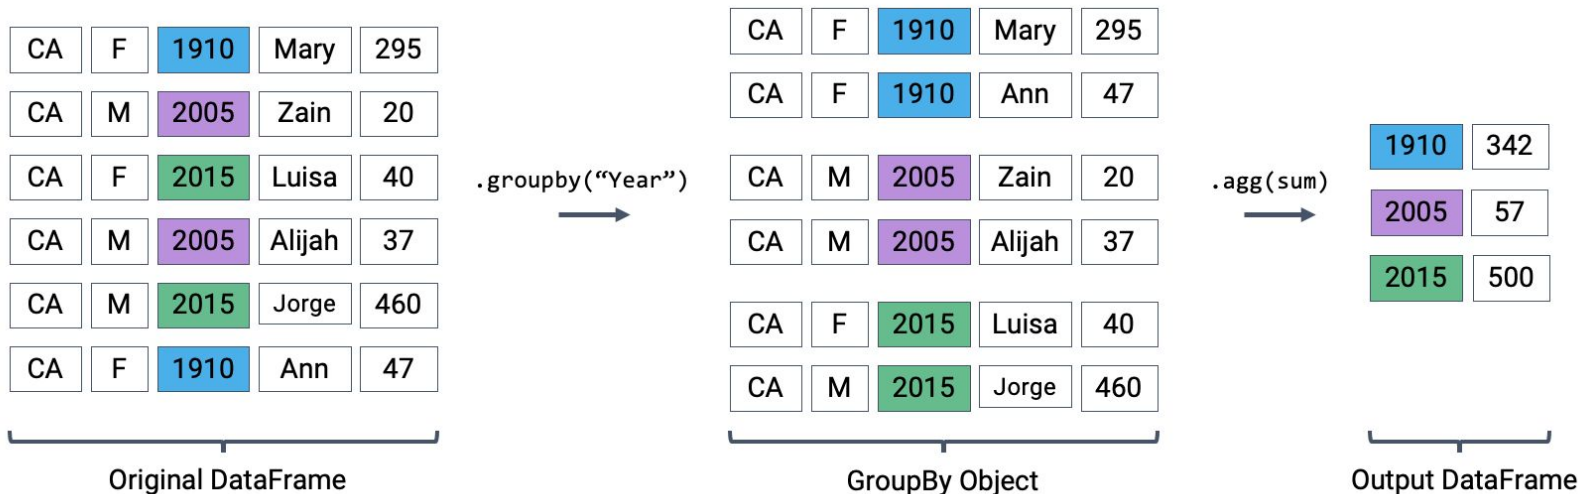 CA F 1910 Mary 295
CA M 2005 Zain 20
CA F 2015 Luisa 40
CA M 2005 Alijah 37
CA M 2015 Jorge 460
CA F 1910 Ann 47
Original DataFrame
.groupby(“Year”)
CA F 1910 Mary 295
CA F 1910 Ann 47
CA M 2005 Zain 20
CA M 2005 Alijah 37
CA F 2015 Luisa 40
CA M 2015 Jorge 460
GroupBy Object
.agg(sum)
1910 342
2005 57
2015 500
Output DataFrame